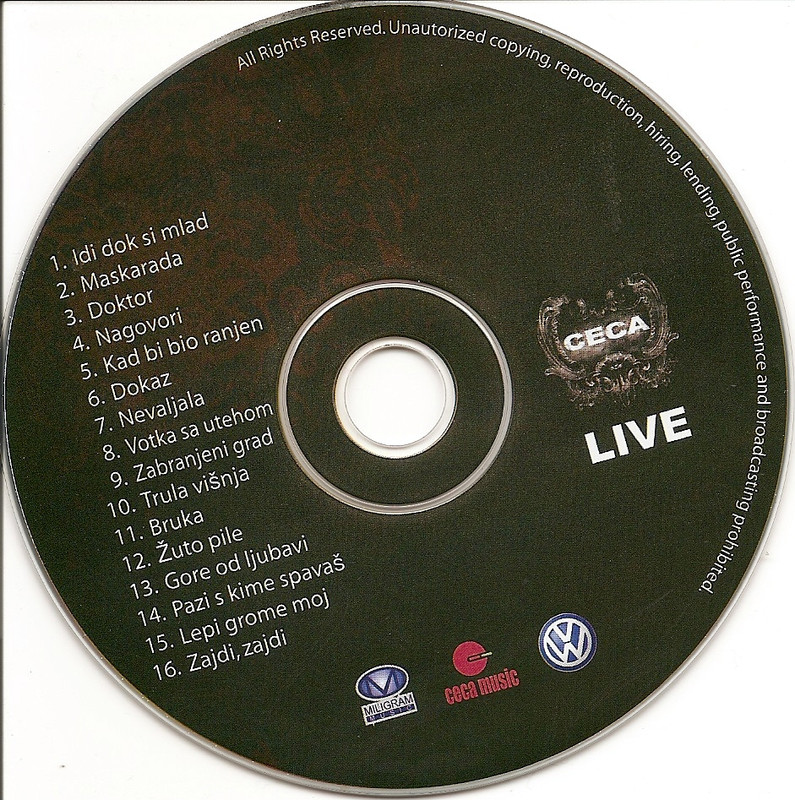 All Rights Reserved. Unautorized copying, reproduction, hiring, lending, public performance and broadcasting prohibited.
1. Idi dok si mlad
2. Maskarada
3. Doktor
4. Nagovori
5. Kad bi bio ranjen
6. Dokaz
7. Nevaljala
8. Votka sa utehom
9. Zabranjeni grad
10. Trula višnja
11. Bruka
12. Žuto pile
13. Gore od ljubavi
14. Pazi s kime spavaš
15. Lepi grome moj
16. Zajdi, zajdi
CECA
LIVE
MILIGRAM
MUSIC
ceca music
VW